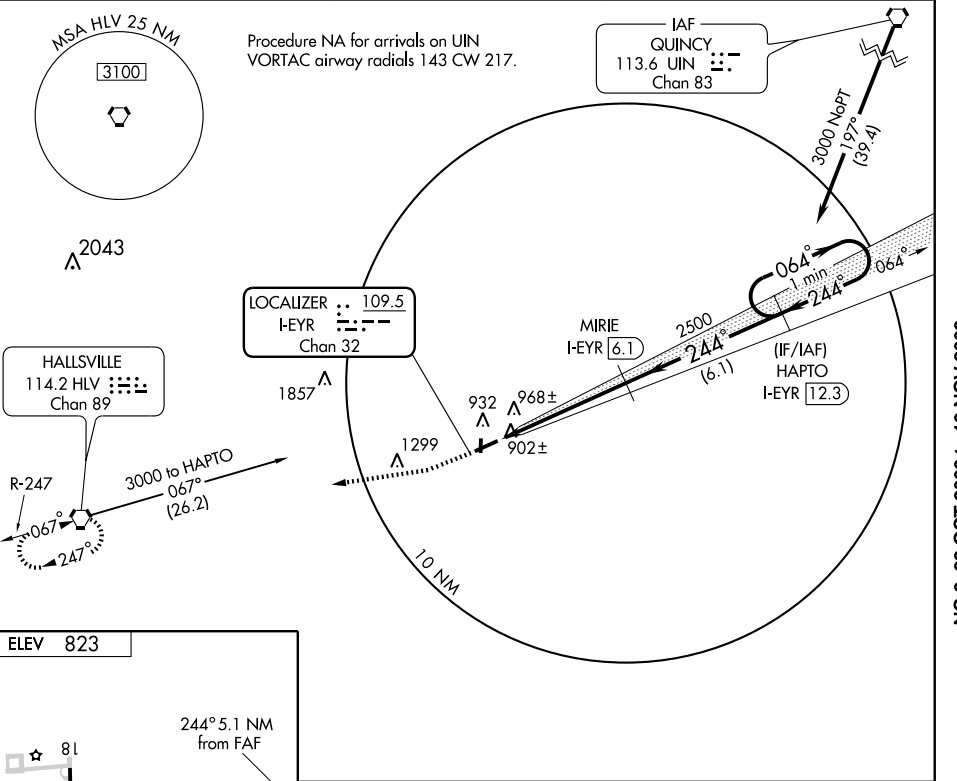 MSA HLV 25 NM
3100
Procedure NA for arrivals on UIN
VORTAC airway radials 143 CW 217.
IAF
QUINCY
113.6 UIN
Chan 83
3000 NoPT
197°
(39.4)
2043
LOCALIZER 109.5
I-EYR
Chan 32
064°
1 min
244°
064°
MIRIE
I-EYR 6.1
2500
244°
(6.1)
(IF/IAF)
HAPTO
I-EYR 12.3
HALLSVILLE
114.2 HLV
Chan 89
1857
932
968±
902±
1299
R-247
3000 to HAPTO
067°
(26.2)
067°
247°
10 NM
ELEV 823
244° 5.1 NM
from FAF
18